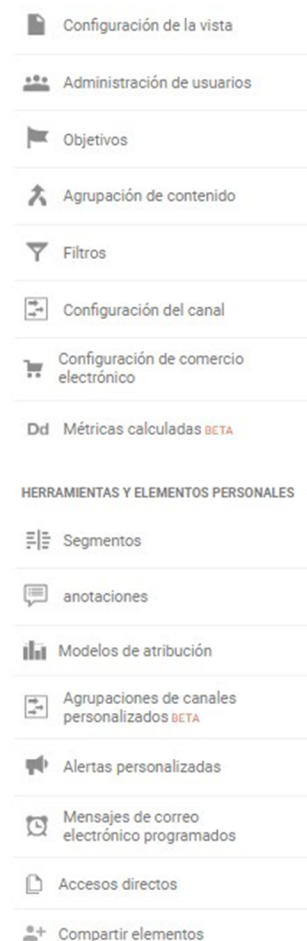 Configuración de la vista
Administración de usuarios
Objetivos
Agrupación de contenido
Filtros
Configuración del canal
Configuración de comercio
electrónico
Dd Métricas calculadas BETA
HERRAMIENTAS Y ELEMENTOS PERSONALES
Segmentos
anotaciones
Modelos de atribución
Agrupaciones de canales
personalizados BETA
Alertas personalizadas
Mensajes de correo
electrónico programados
Accesos directos
Compartir elementos